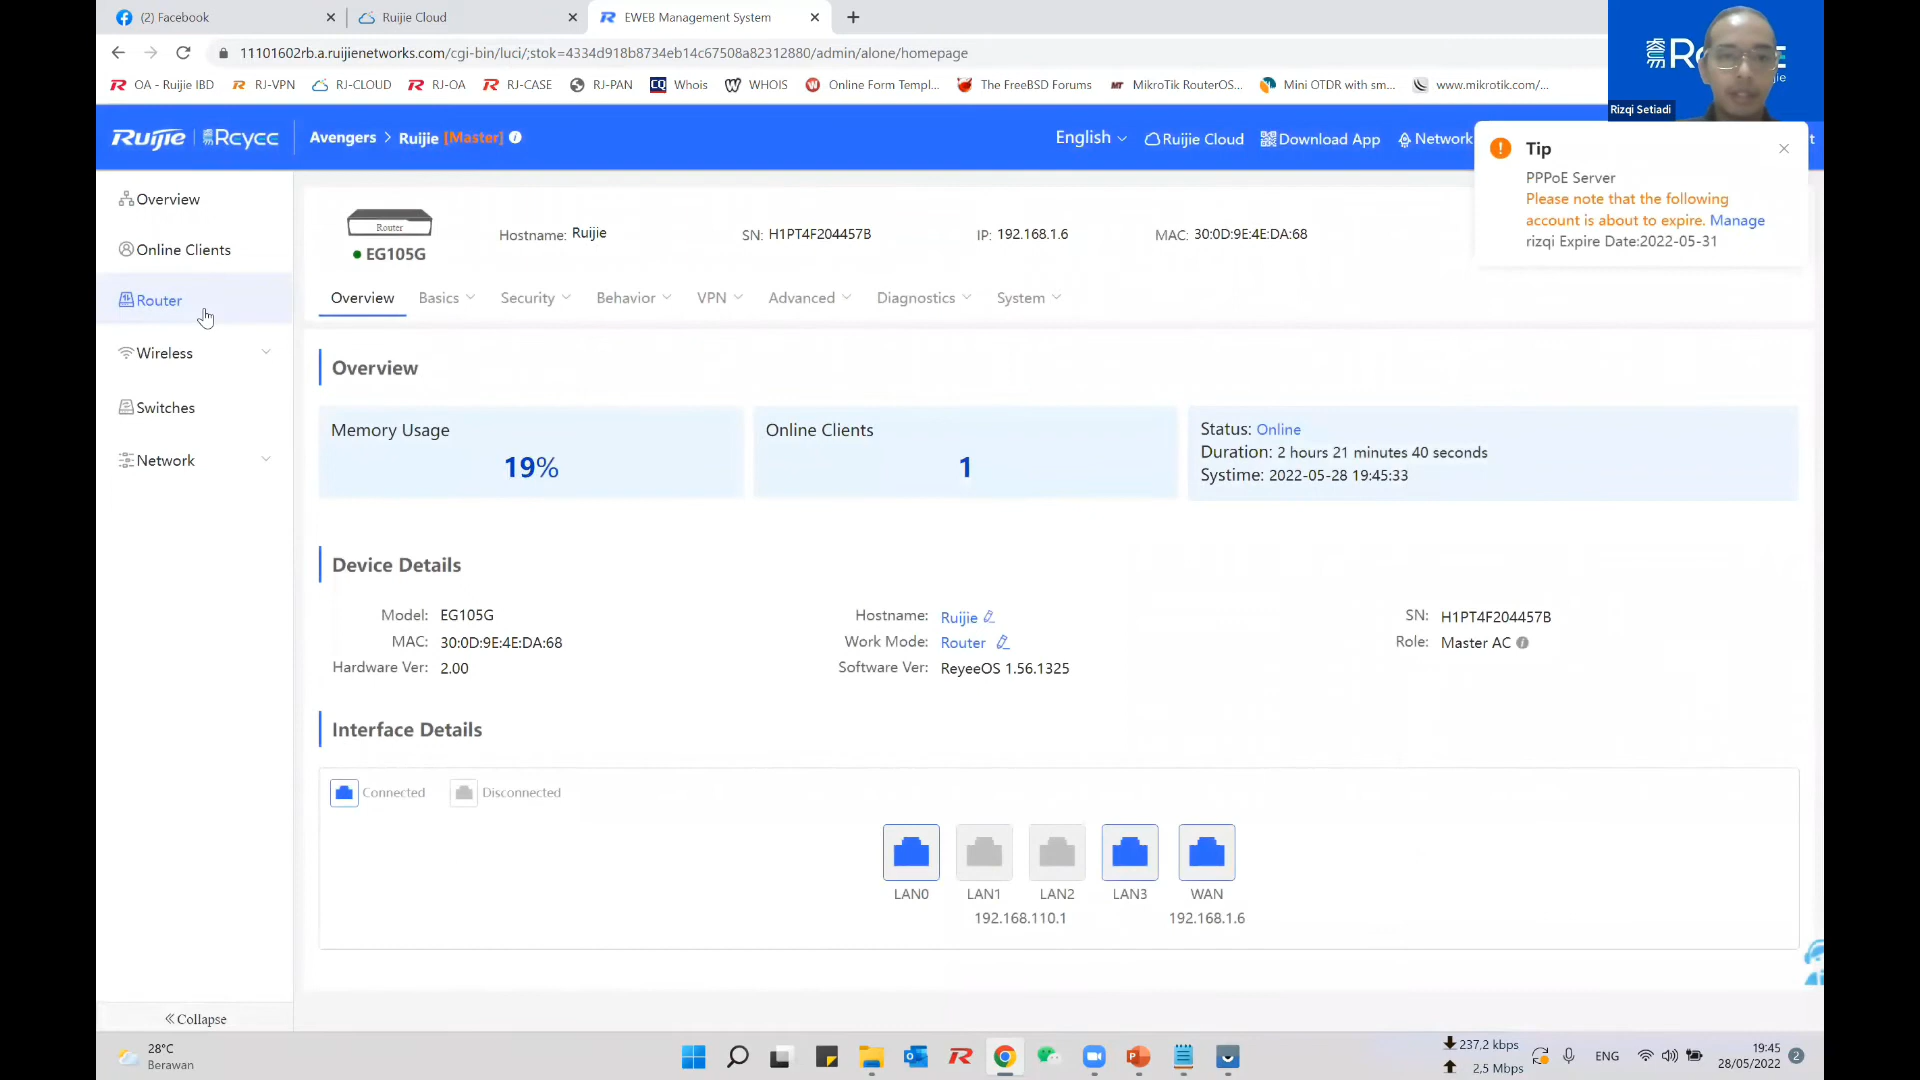 (2) Facebook
Ruijie Cloud
EWEB Management System
11101602rb.a.ruijienetworks.com/cgi-bin/luci/;stok=4334d918b8734eb14c67508a82312880/admin/alone/homepage
OA - Ruijie IBD
RJ-VPN
RJ-CLOUD
RJ-OA
RJ-CASE
RJ-PAN
Whois
WHOIS
Online Form Templ...
The FreeBSD Forums
MikroTik RouterOS...
Mini OTDR with sm...
www.mikrotik.com/...
Rizqi Setiadi
Ruijie | Reyee
Avengers > Ruijie [Master]
English
Ruijie Cloud
Download App
Network
Tip
PPPoE Server
Please note that the following
account is about to expire. Manage
rizqi Expire Date:2022-05-31
Overview
Online Clients
Router
Wireless
Switches
Network
Collapse
Router
EG105G
Hostname: Ruijie
SN: H1PT4F204457B
IP: 192.168.1.6
MAC: 30:0D:9E:4E:DA:68
Overview
Basics
Security
Behavior
VPN
Advanced
Diagnostics
System
Overview
Memory Usage
19%
Online Clients
1
Status: Online
Duration: 2 hours 21 minutes 40 seconds
Systime: 2022-05-28 19:45:33
Device Details
Model: EG105G
Hostname: Ruijie
SN: H1PT4F204457B
MAC: 30:0D:9E:4E:DA:68
Work Mode: Router
Role: Master AC
Hardware Ver: 2.00
Software Ver: ReyeeOS 1.56.1325
Interface Details
Connected
Disconnected
LAN0
LAN1
LAN2
LAN3
WAN
192.168.110.1
192.168.1.6
28°C
Berawan
237,2 kbps
2,5 Mbps
ENG
19:45
28/05/2022
2